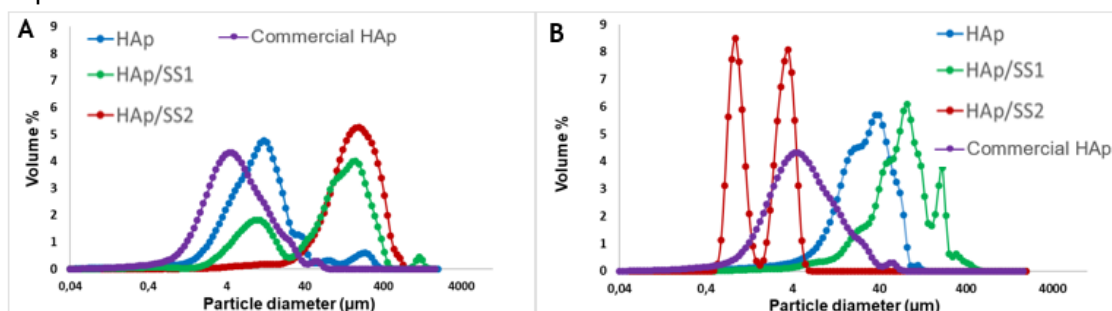 A
HAp
Commercial HAp
HAp/SS1
HAp/SS2
Volume %
9
8
7
6
5
4
3
2
1
0
0,04 0,4 4 40 400 4000
Particle diameter (µm)
B
HAp
HAp/SS1
HAp/SS2
Commercial HAp
Volume %
9
8
7
6
5
4
3
2
1
0
0,04 0,4 4 40 400 4000
Particle diameter (µm)